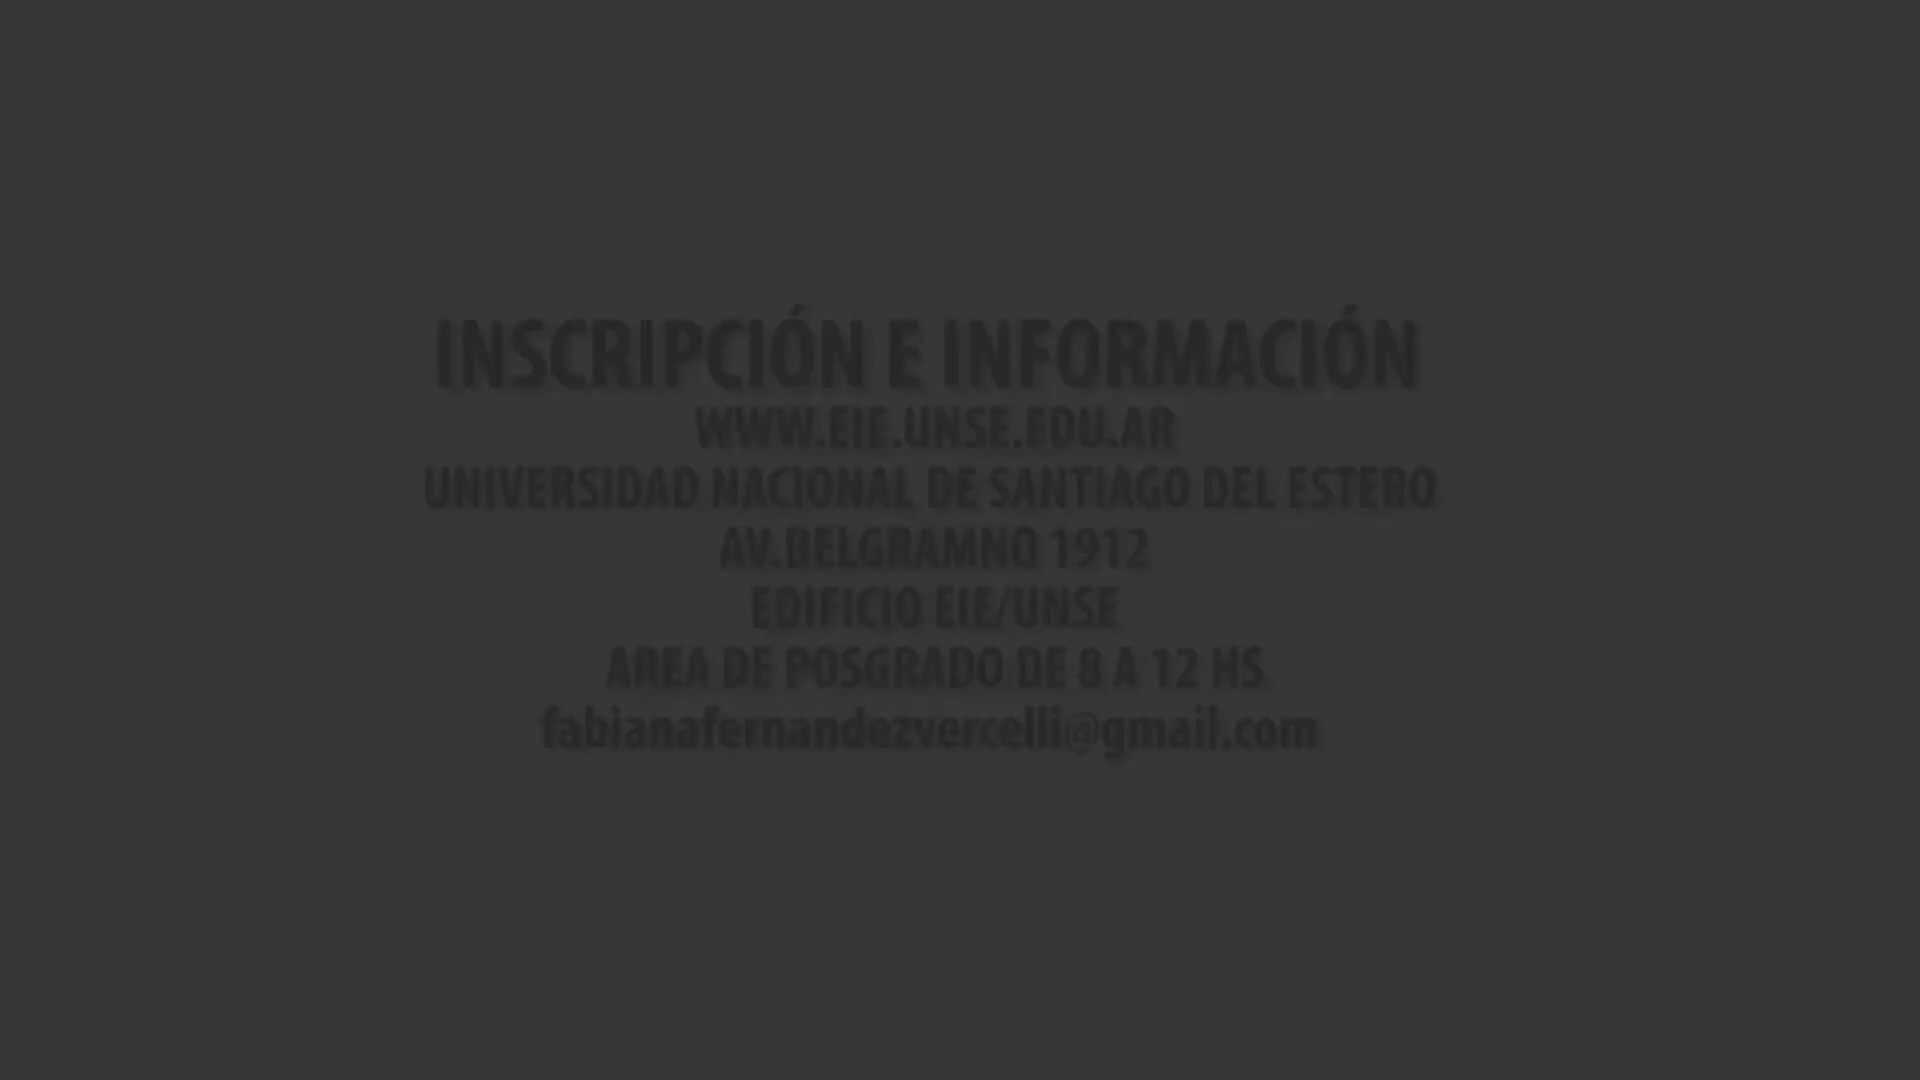 INSCRIPCIÓN E INFORMACIÓN
WWW.EIE.UNSE.EDU.AR
UNIVERSIDAD NACIONAL DE SANTIAGO DEL ESTERO
AV.BELGRAMNO 1912
EDIFICIO EIE/UNSE
AREA DE POSGRADO DE 8 A 12 HS
fabianafernandezvercelli@gmail.com